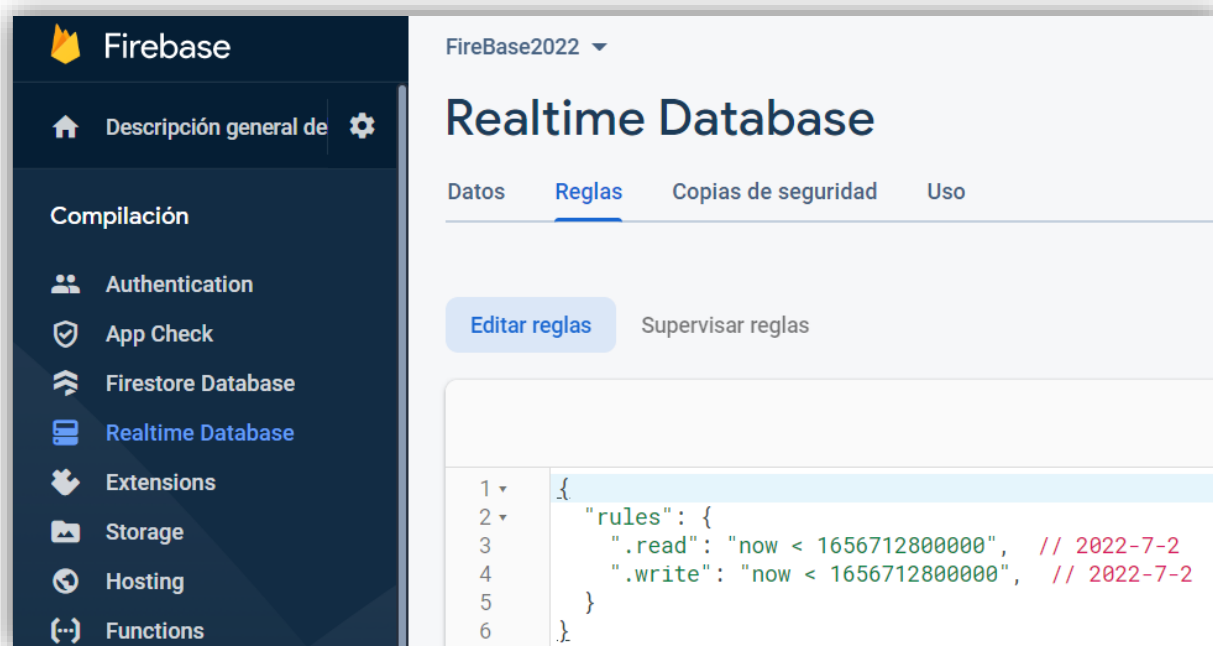 Firebase
Descripción general de
Compilación
Authentication
App Check
Firestore Database
Realtime Database
Extensions
Storage
Hosting
Functions
FireBase2022
Realtime Database
Datos Reglas Copias de seguridad Uso
Editar reglas Supervisar reglas
1 {
2 "rules": {
3 ".read": "now < 1656712800000", // 2022-7-2
4 ".write": "now < 1656712800000", // 2022-7-2
5 }
6 }